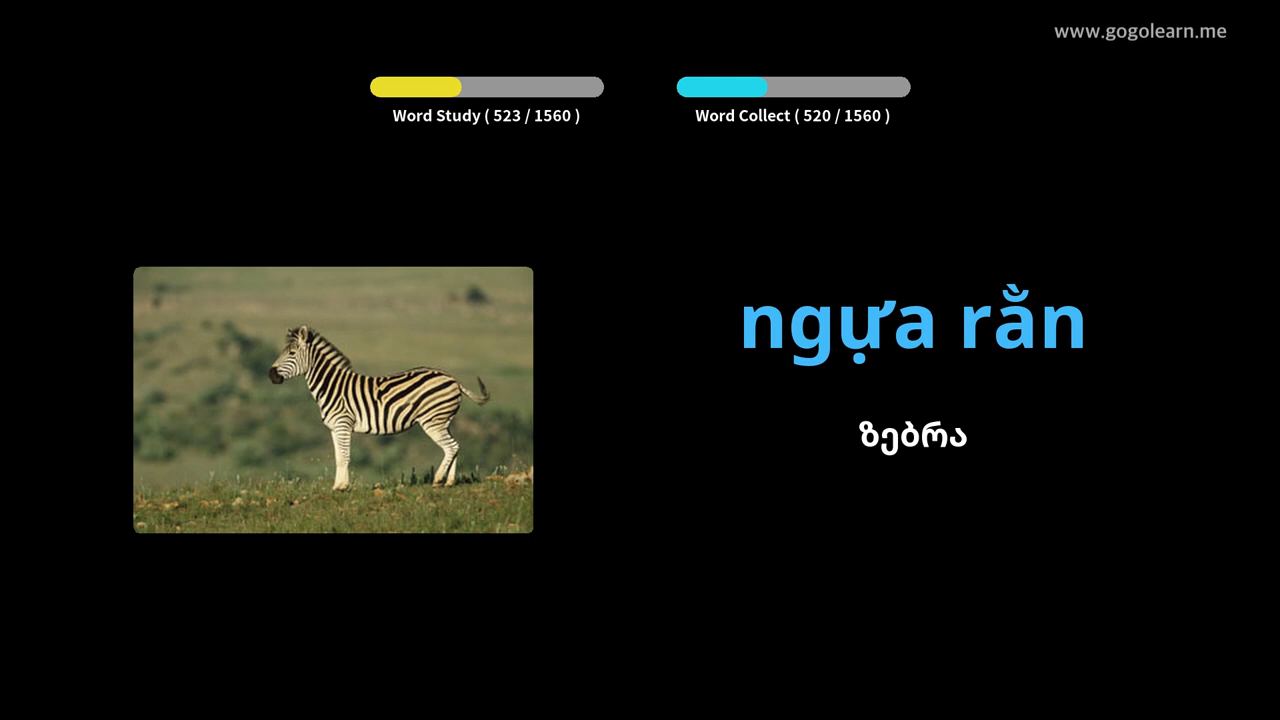 www.gogolearn.me
Word Study ( 523 / 1560 )
Word Collect ( 520 / 1560 )
ngựa rằn
ზებრა